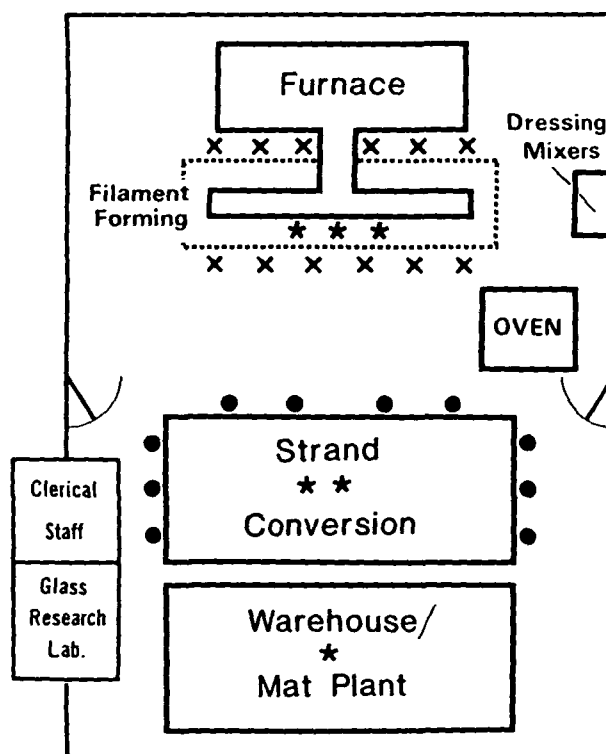 Furnace
Dressing
Mixers
Filament
Forming
OVEN
Strand
Conversion
Clerical
Staff
Glass
Research
Lab.
Warehouse/
Mat Plant